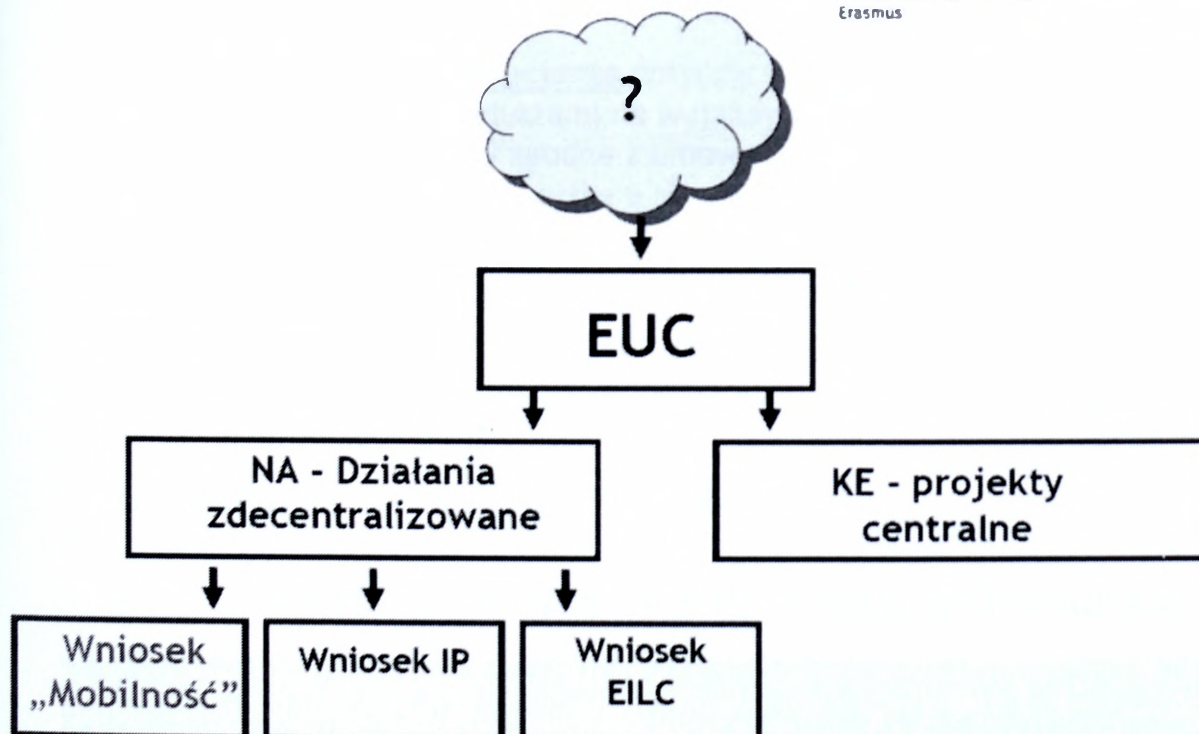 Erasmus
?
EUC
NA - Działania
zdecentralizowane
KE - projekty
centralne
Wniosek
„Mobilność”
Wniosek IP
Wniosek
EILC